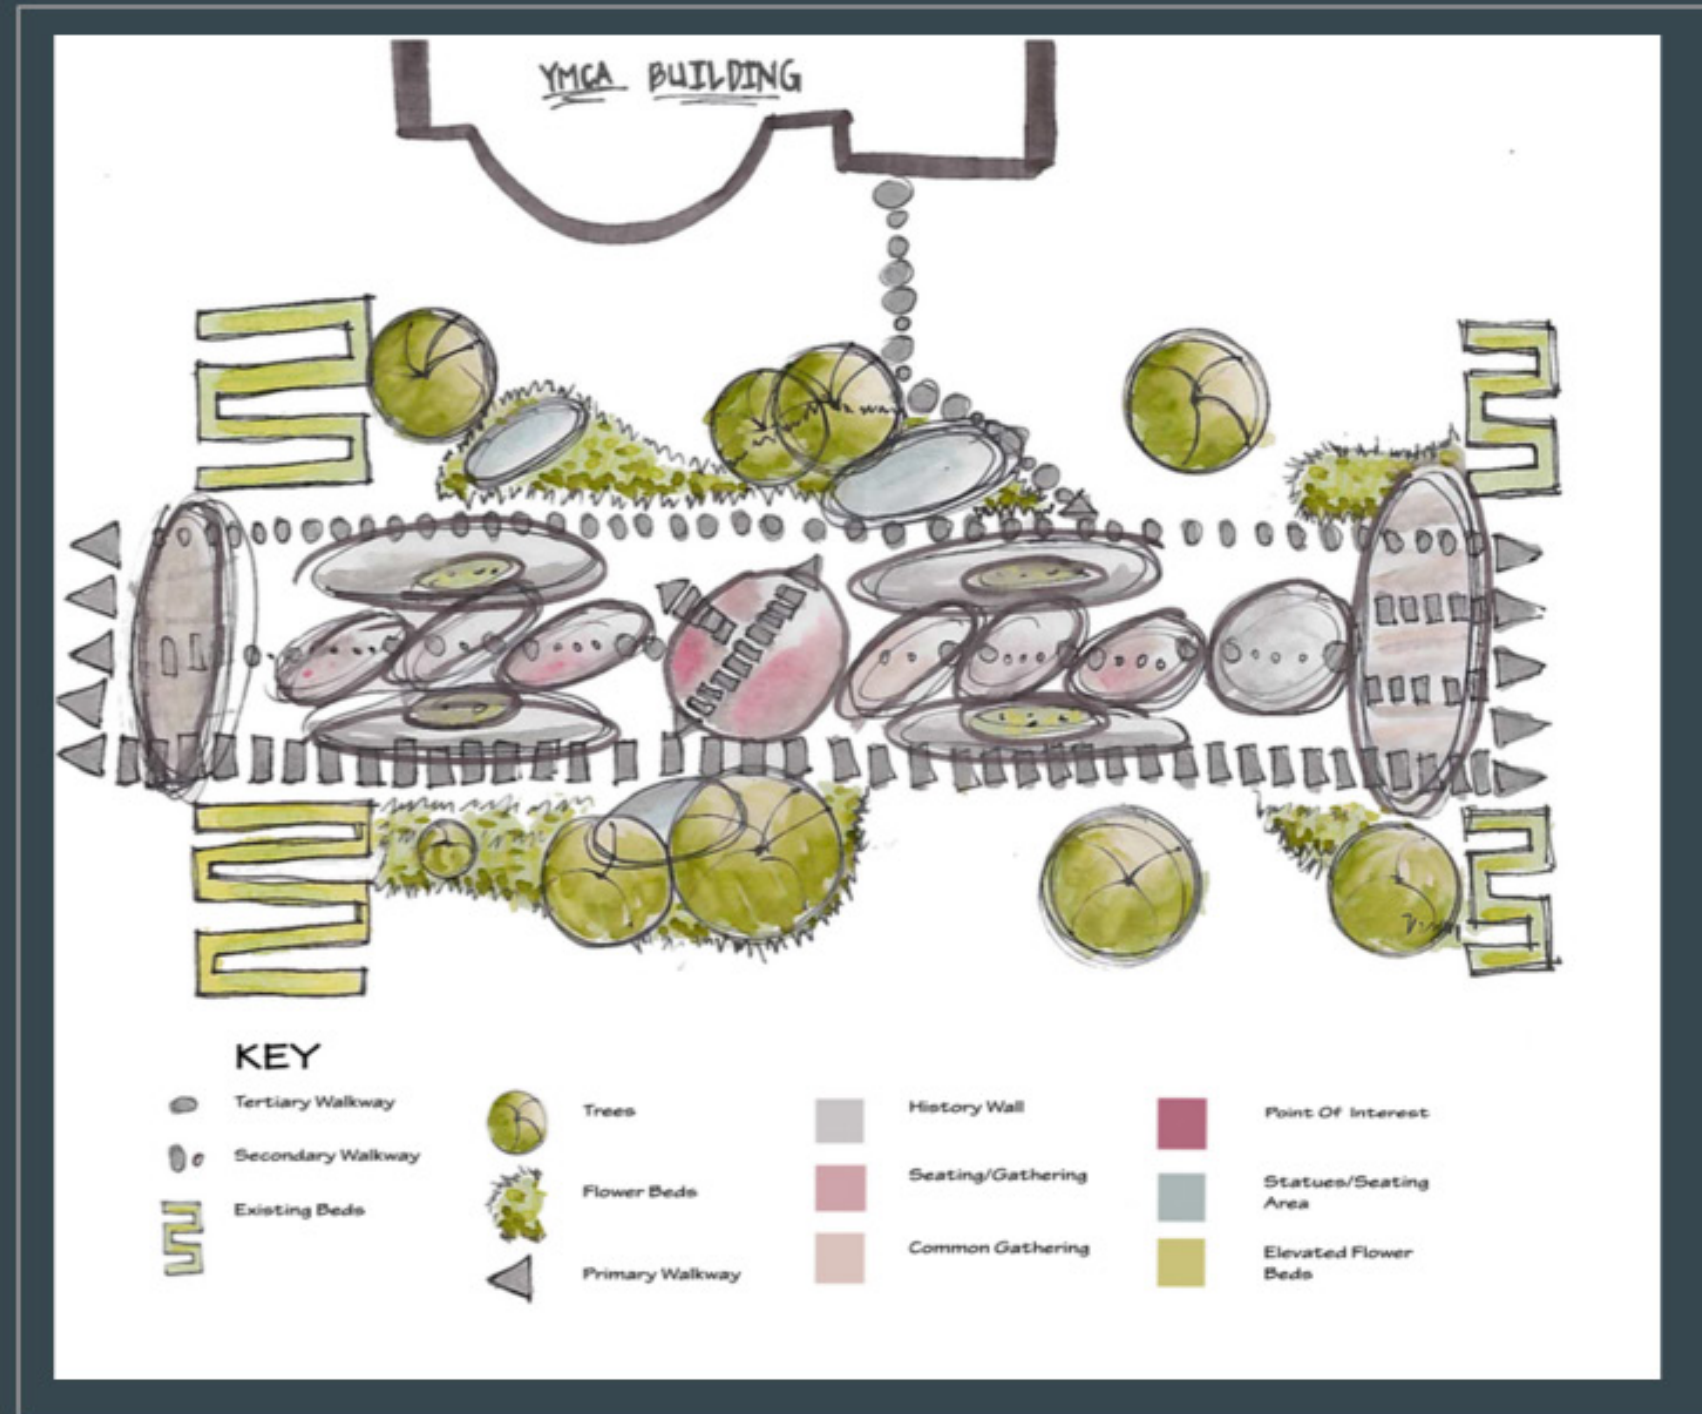 YMCA BUILDING
KEY
Tertiary Walkway
Secondary Walkway
Existing Beds
Trees
Flower Beds
Primary Walkway
History Wall
Seating/Gathering
Common Gathering
Point Of Interest
Statues/Seating
Area
Elevated Flower
Beds